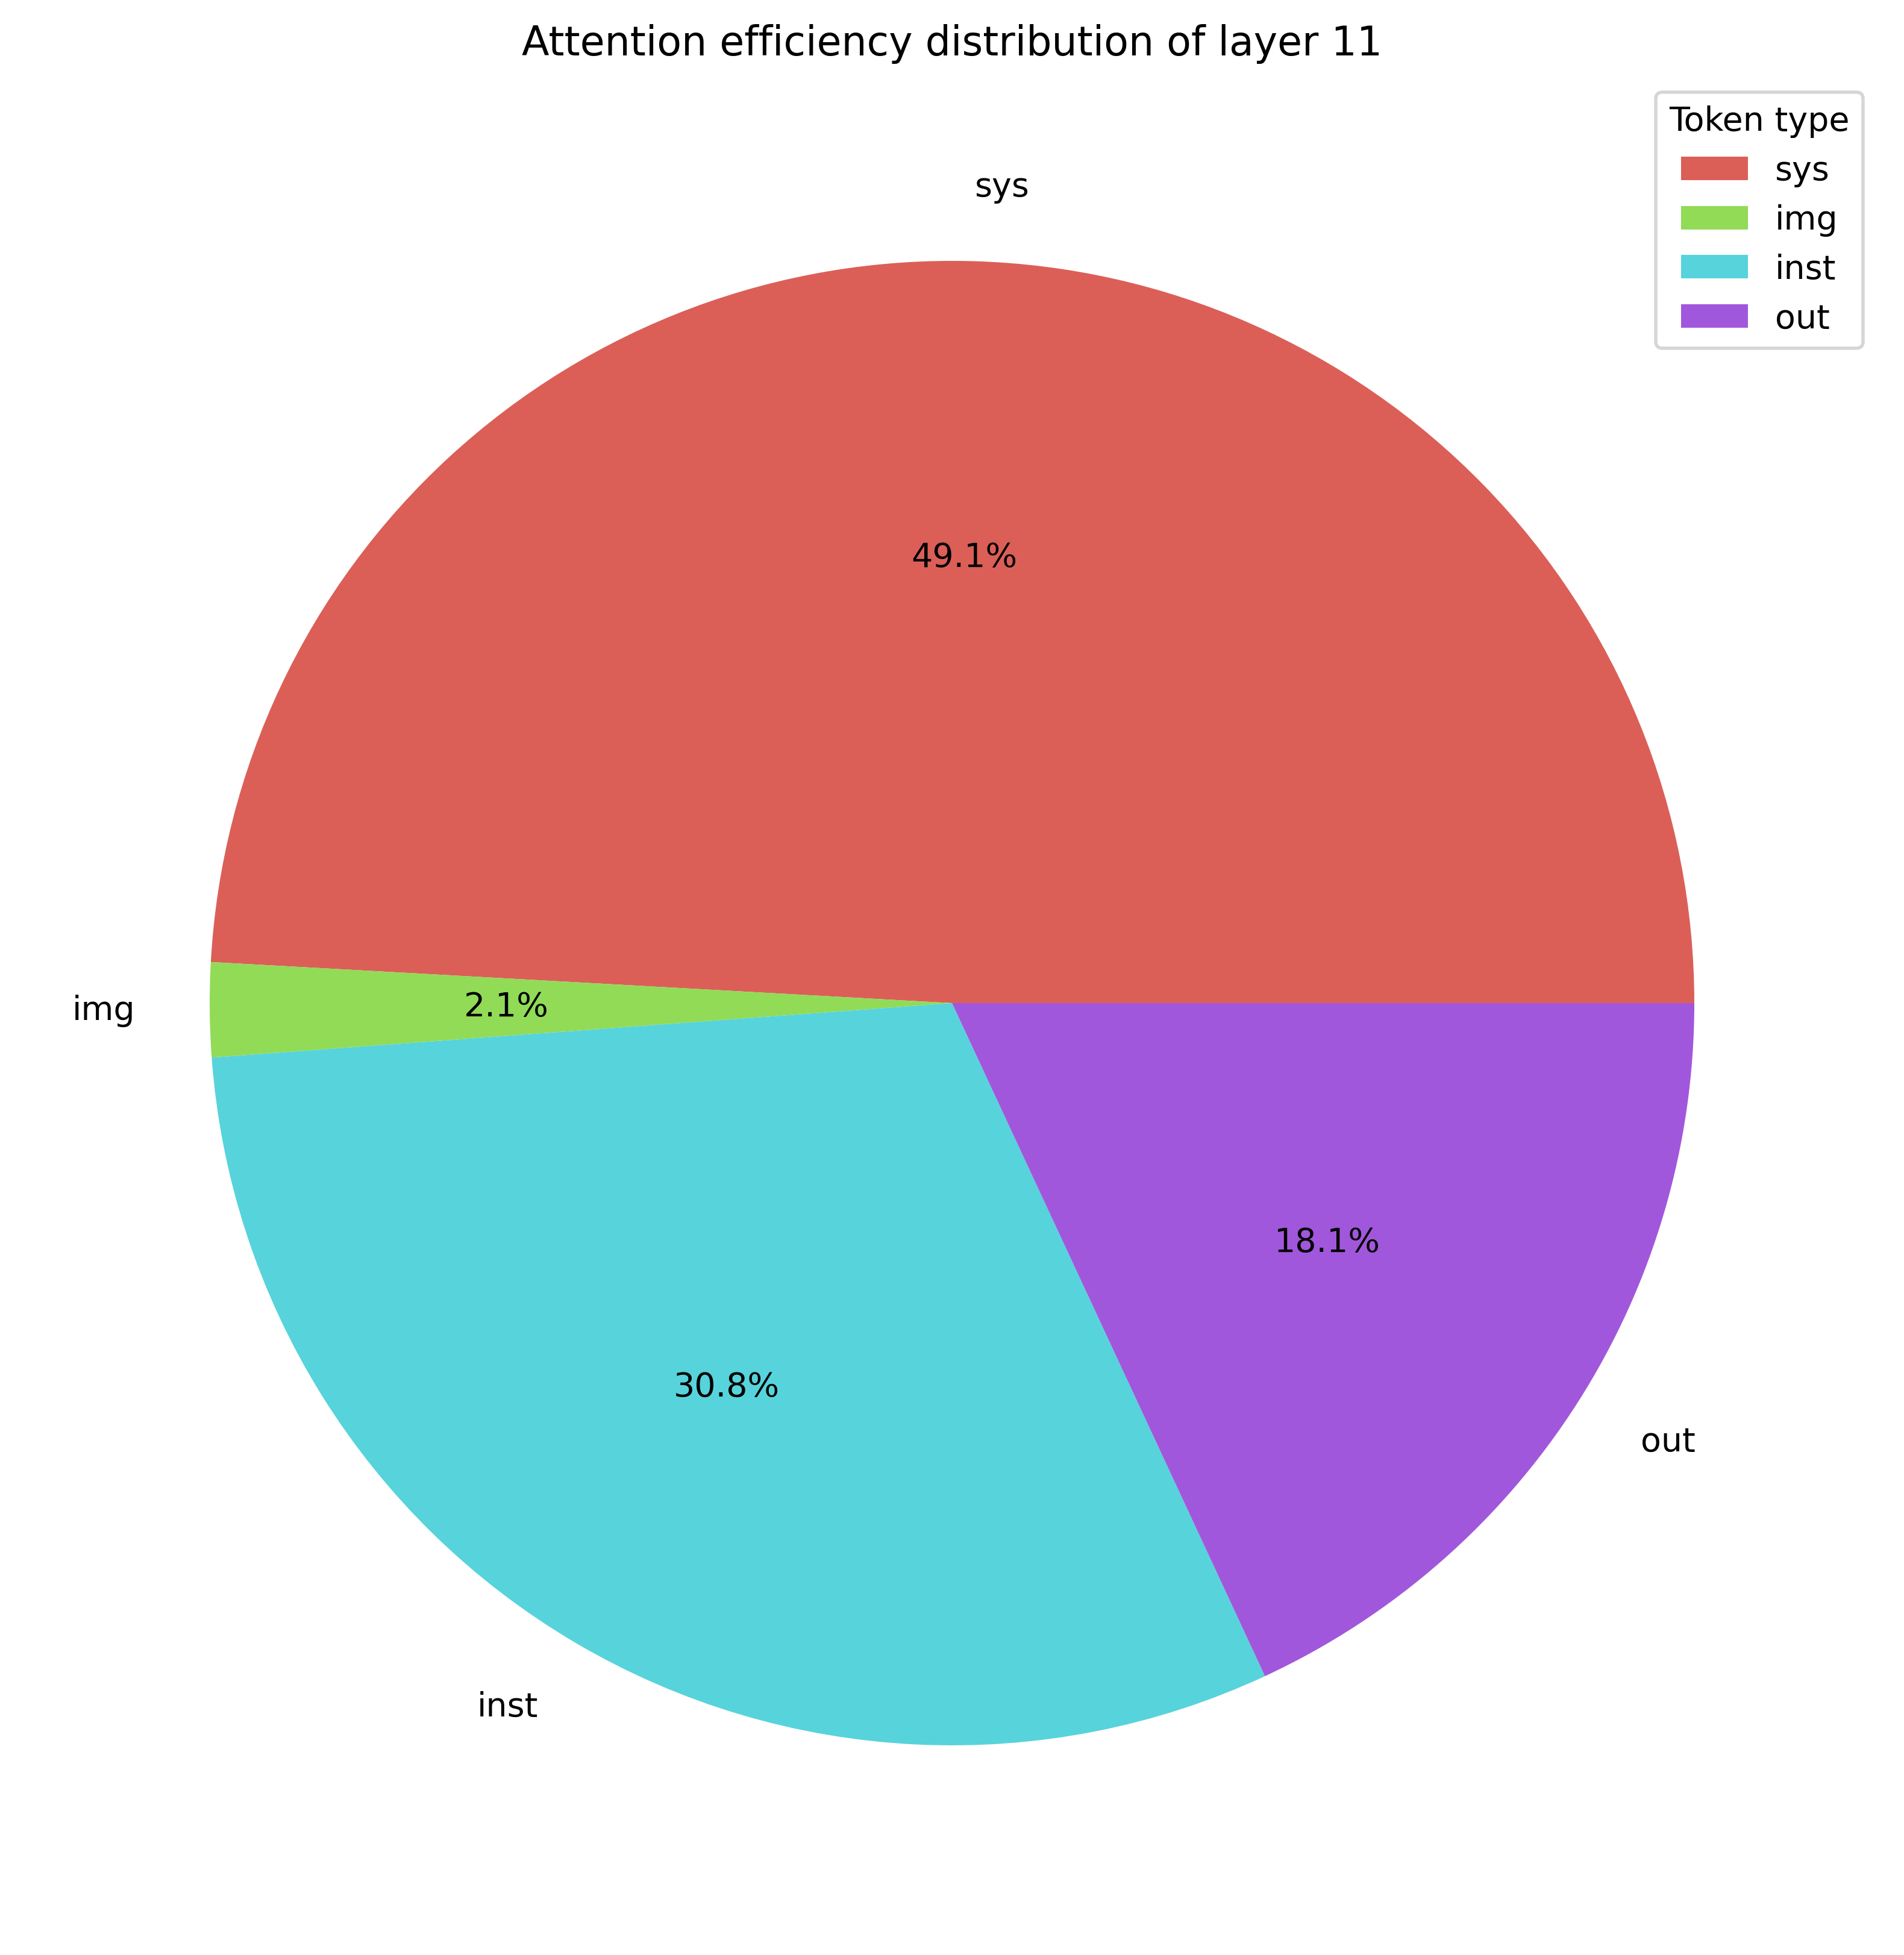 Attention efficiency distribution of layer 11
Token type
sys
img
inst
out
sys
49.1%
img
2.1%
18.1%
30.8%
out
inst